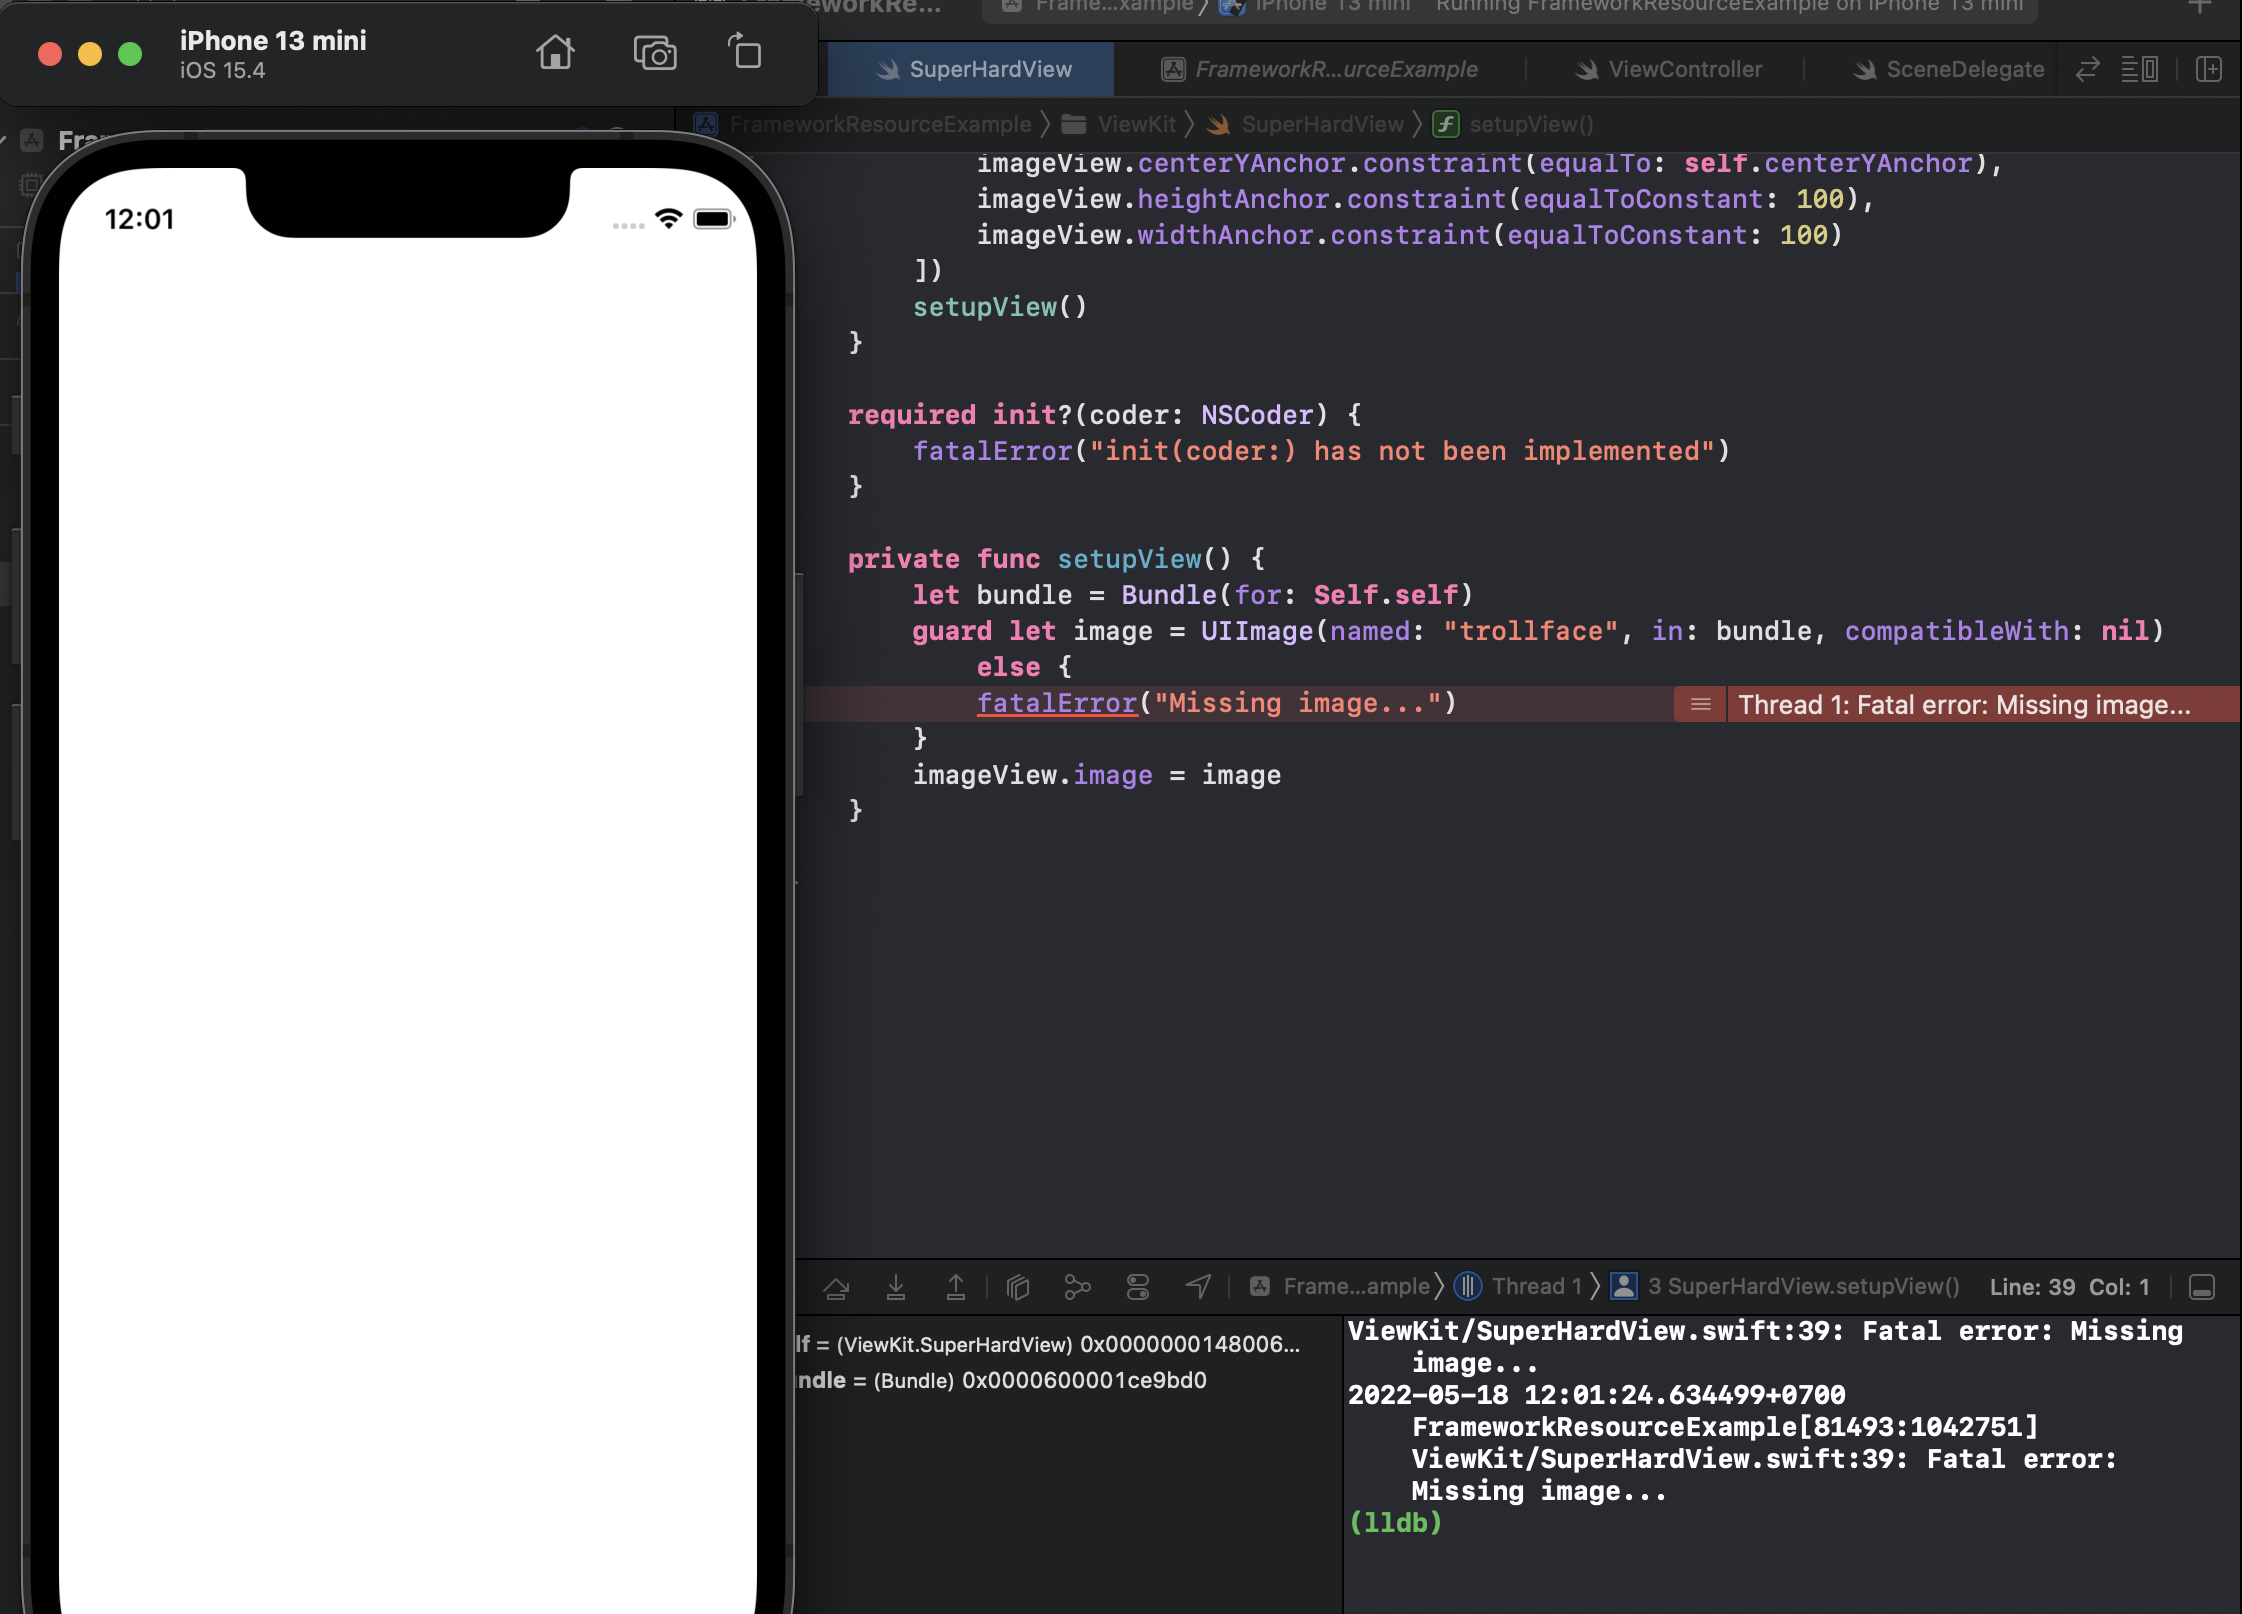 iPhone 13 mini
iOS 15.4
Frame...xample
iPhone 13 mini
Running FrameworkResourceExample on iPhone 13 mini
SuperHardView
FrameworkR...urceExample
ViewController
SceneDelegate
FrameworkResourceExample
ViewKit
SuperHardView
setupView()
12:01
imageView.centerYAnchor.constraint(equalTo: self.centerYAnchor),
imageView.heightAnchor.constraint(equalToConstant: 100),
imageView.widthAnchor.constraint(equalToConstant: 100)
])
setupView()
}
required init?(coder: NSCoder) {
fatalError("init(coder:) has not been implemented")
}
private func setupView() {
let bundle = Bundle(for: Self.self)
guard let image = UIImage(named: "trollface", in: bundle, compatibleWith: nil)
else {
fatalError("Missing image...")
Thread 1: Fatal error: Missing image...
}
imageView.image = image
}
Frame...ample
Thread 1
3 SuperHardView.setupView()
Line: 39 Col: 1
lf = (ViewKit.SuperHardView) 0x0000000148006...
ndle = (Bundle) 0x0000600001ce9bd0
ViewKit/SuperHardView.swift:39: Fatal error: Missing
image...
2022-05-18 12:01:24.634499+0700
FrameworkResourceExample[81493:1042751]
ViewKit/SuperHardView.swift:39: Fatal error:
Missing image...
(lldb)